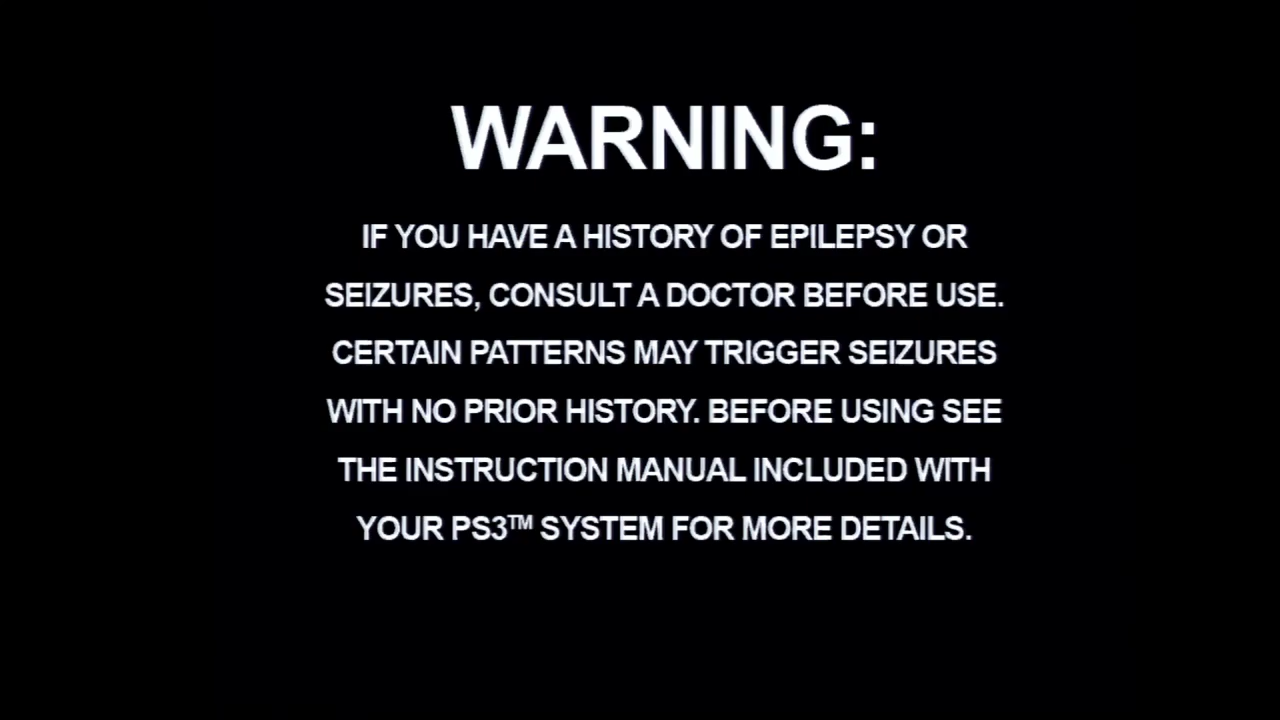 WARNING:
IF YOU HAVE A HISTORY OF EPILEPSY OR
SEIZURES, CONSULT A DOCTOR BEFORE USE.
CERTAIN PATTERNS MAY TRIGGER SEIZURES
WITH NO PRIOR HISTORY. BEFORE USING SEE
THE INSTRUCTION MANUAL INCLUDED WITH
YOUR PS3™ SYSTEM FOR MORE DETAILS.